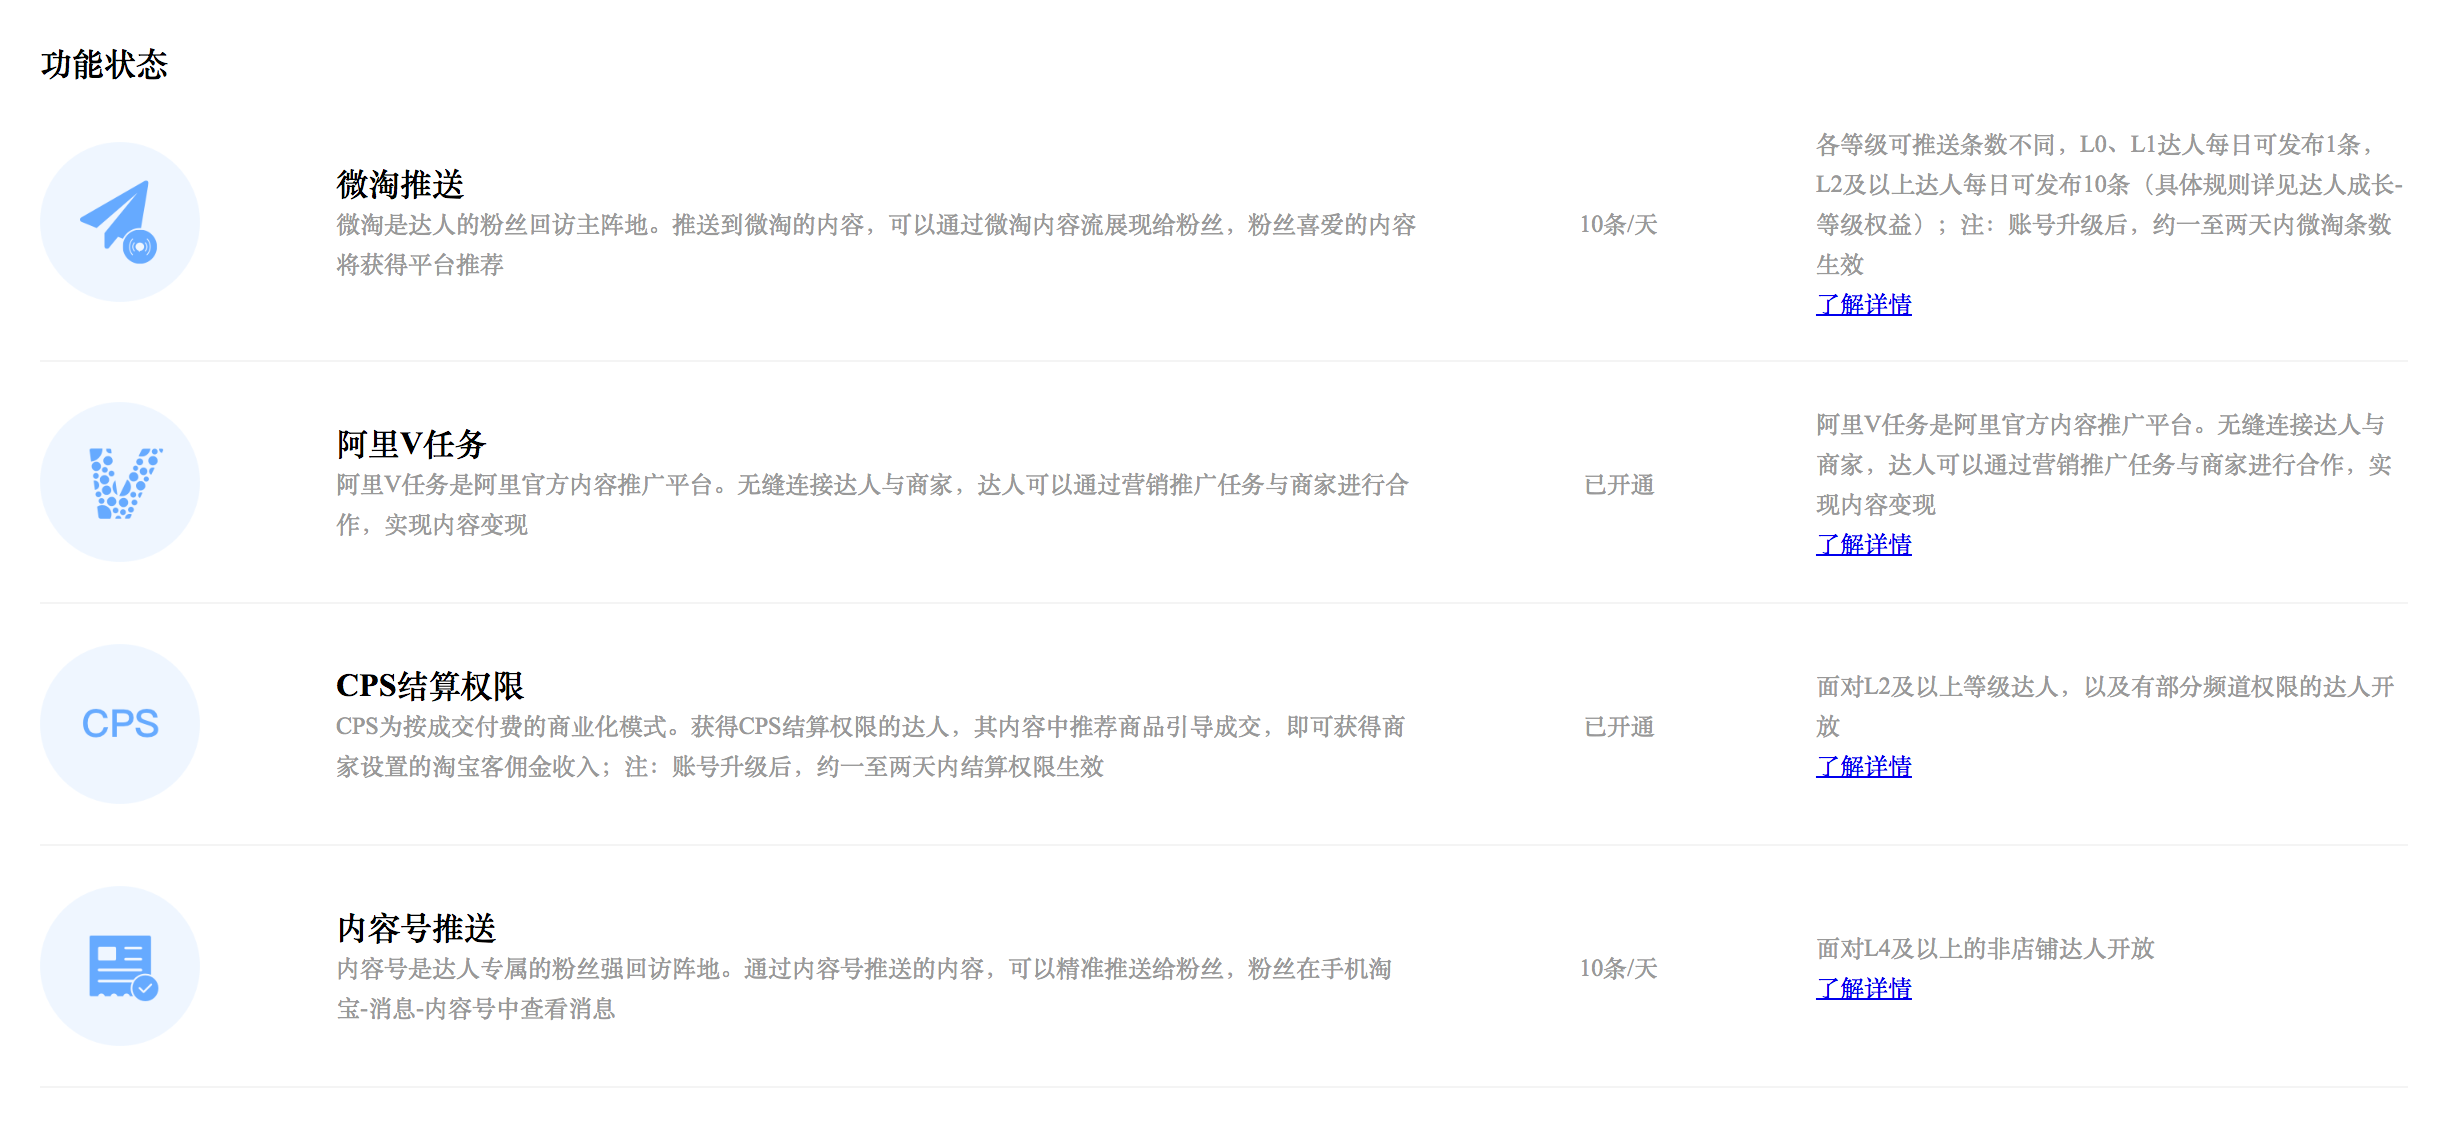 功能状态
微淘推送
微淘是达人的粉丝回访主阵地。推送到微淘的内容，可以通过微淘内容流展现给粉丝，粉丝喜爱的内容
将获得平台推荐
10条/天
各等级可推送条数不同，L0、L1达人每日可发布1条，
L2及以上达人每日可发布10条（具体规则详见达人成长-
等级权益）；注：账号升级后，约一至两天内微淘条数
生效
了解详情
阿里V任务
阿里V任务是阿里官方内容推广平台。无缝连接达人与商家，达人可以通过营销推广任务与商家进行合
作，实现内容变现
已开通
阿里V任务是阿里官方内容推广平台。无缝连接达人与
商家，达人可以通过营销推广任务与商家进行合作，实
现内容变现
了解详情
CPS
CPS结算权限
CPS为按成交付费的商业化模式。获得CPS结算权限的达人，其内容中推荐商品引导成交，即可获得商
家设置的淘宝客佣金收入；注：账号升级后，约一至两天内结算权限生效
已开通
面对L2及以上等级达人，以及有部分频道权限的达人开
放
了解详情
内容号推送
内容号是达人专属的粉丝强回访阵地。通过内容号推送的内容，可以精准推送给粉丝，粉丝在手机淘
宝-消息-内容号中查看消息
10条/天
面对L4及以上的非店铺达人开放
了解详情